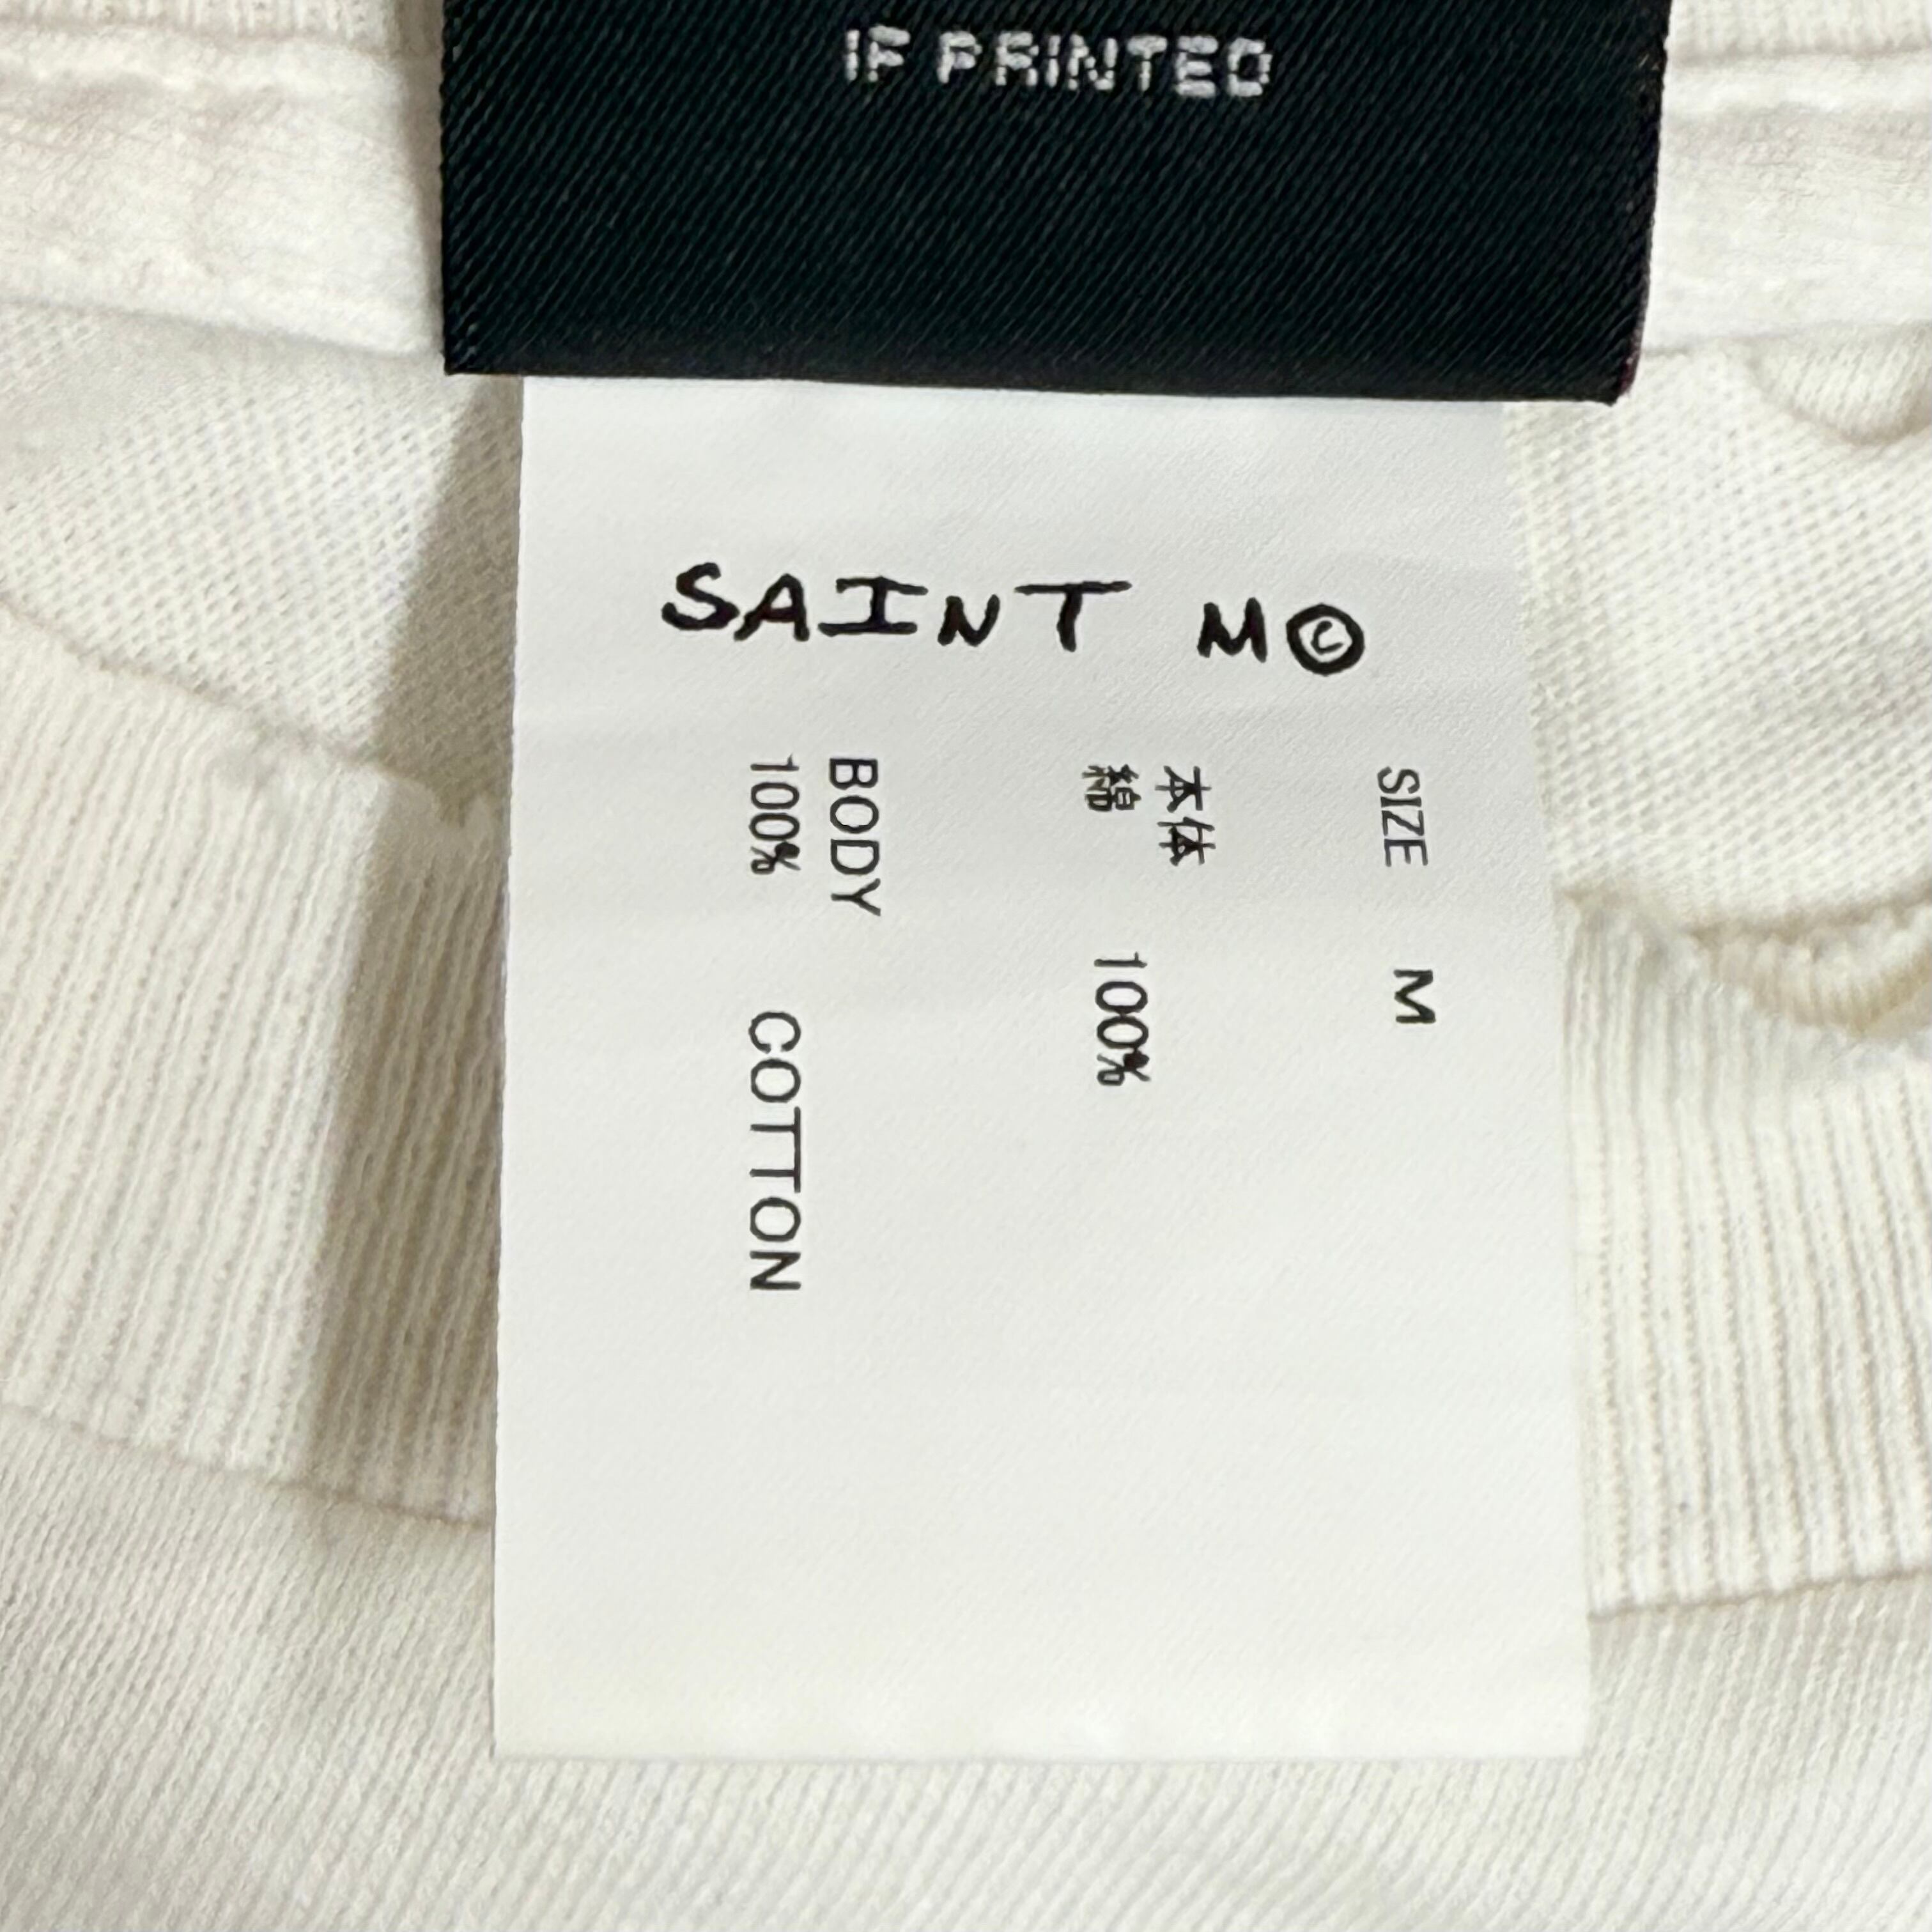 IF PRINTED
SAINT M©
SIZE M
本体
綿 100%
BODY
100% COTTON